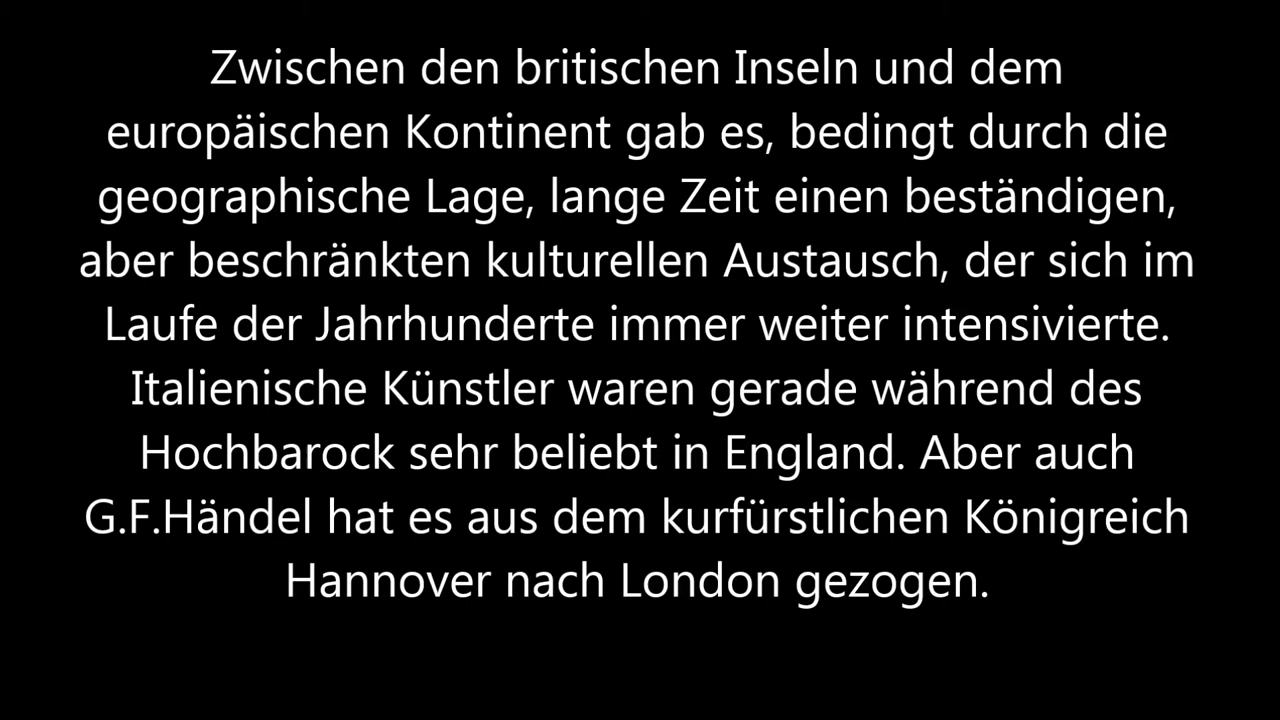 Zwischen den britischen Inseln und dem
europäischen Kontinent gab es, bedingt durch die
geographische Lage, lange Zeit einen beständigen,
aber beschränkten kulturellen Austausch, der sich im
Laufe der Jahrhunderte immer weiter intensivierte.
Italienische Künstler waren gerade während des
Hochbarock sehr beliebt in England. Aber auch
G.F.Händel hat es aus dem kurfürstlichen Königreich
Hannover nach London gezogen.